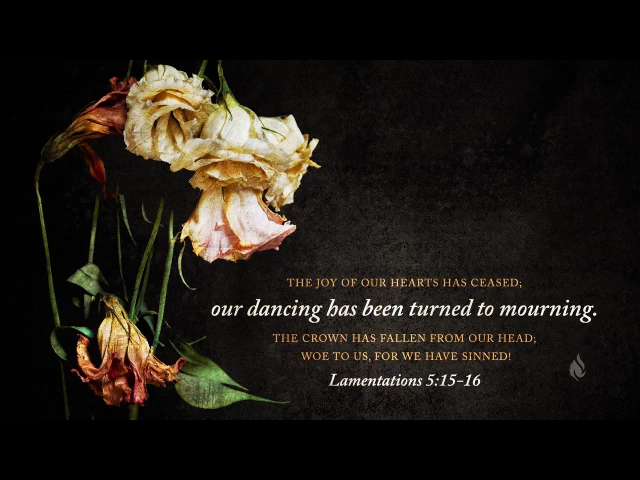 THE JOY OF OUR HEARTS HAS CEASED;
our dancing has been turned to mourning.
THE CROWN HAS FALLEN FROM OUR HEAD;
WOE TO US, FOR WE HAVE SINNED!
Lamentations 5:15-16